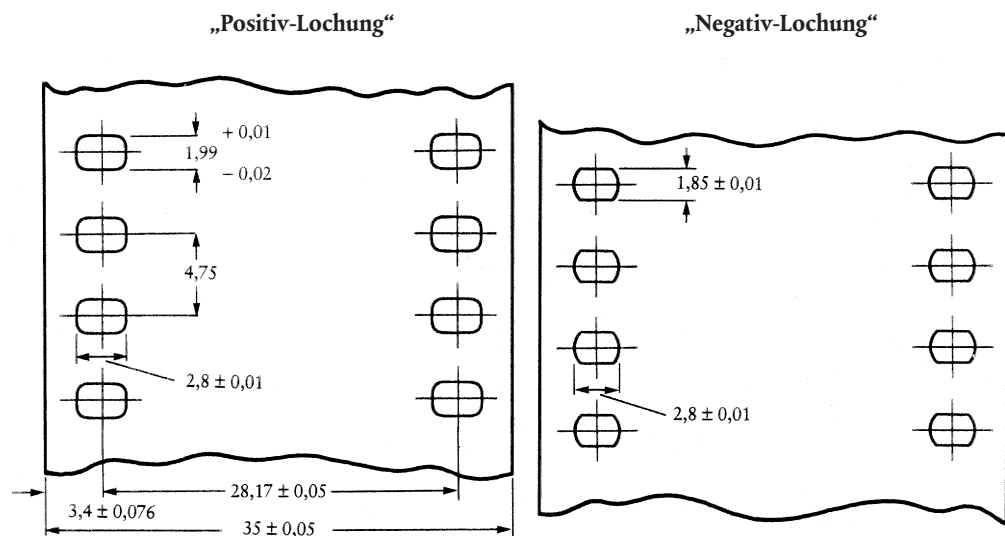 „Positiv-Lochung“
+ 0,01
1,99
− 0,02
4,75
2,8 ± 0,01
28,17 ± 0,05
3,4 ± 0,076
35 ± 0,05
„Negativ-Lochung“
1,85 ± 0,01
2,8 ± 0,01